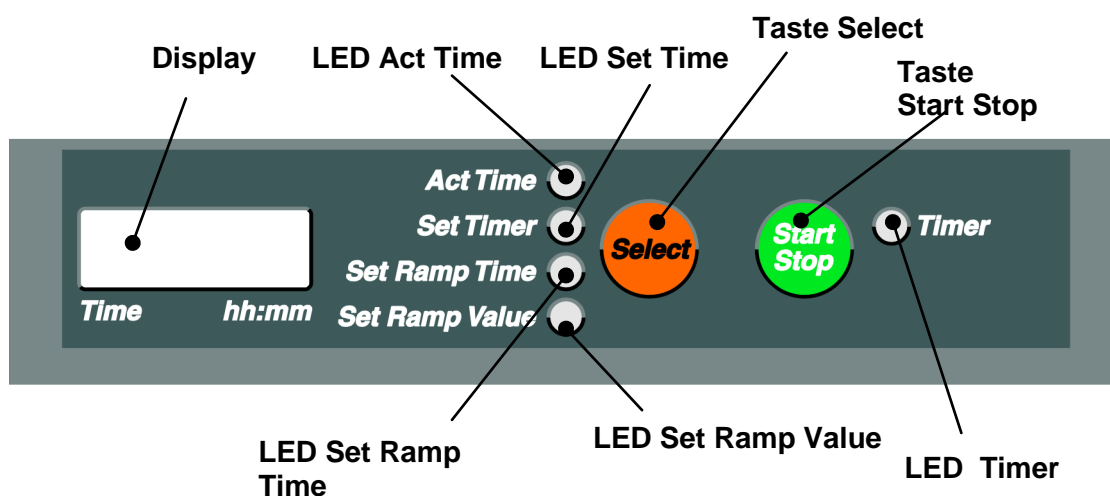 Taste Select
Display
LED Act Time
LED Set Time
Taste
Start Stop
Act Time
Set Timer
Select
Start
Stop
Timer
Set Ramp Time
Time
hh:mm
Set Ramp Value
LED Set Ramp
Time
LED Set Ramp Value
LED Timer